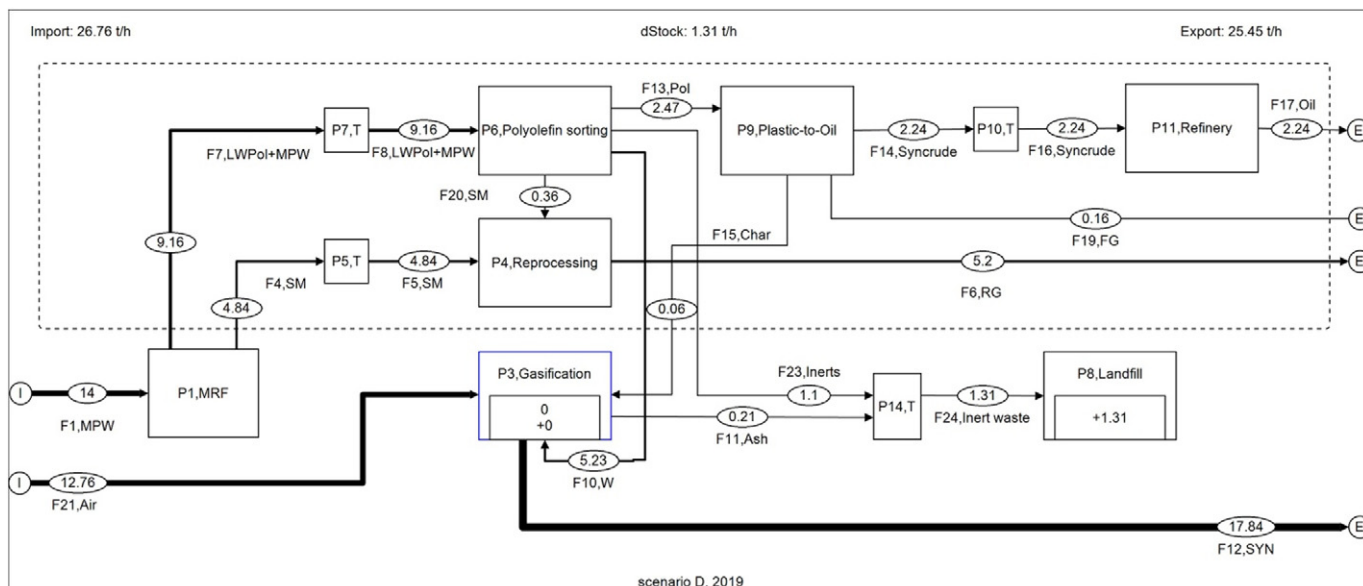 Import: 26.76 t/h
dStock: 1.31 t/h
Export: 25.45 t/h
F13,Pol
2.47
F17,Oil
P7,T
9.16
P6,Polyolefin sorting
P9,Plastic-to-Oil
2.24
P10,T
2.24
P11,Refinery
2.24
E
F7,LWPol+MPW
F8,LWPol+MPW
F14,Syncrude
F16,Syncrude
F20,SM
0.36
0.16
E
9.16
F15,Char
F19,FG
P5,T
4.84
P4,Reprocessing
5.2
E
F4,SM
F5,SM
F6,RG
4.84
0.06
P1,MRF
P3,Gasification
F23,Inerts
P8,Landfill
I
14
1.1
P14,T
1.31
0
+0
F1,MPW
0.21
F24,Inert waste
+1.31
F11,Ash
5.23
I
12.76
F10,W
F21,Air
17.84
E
F12,SYN
scenario D, 2019